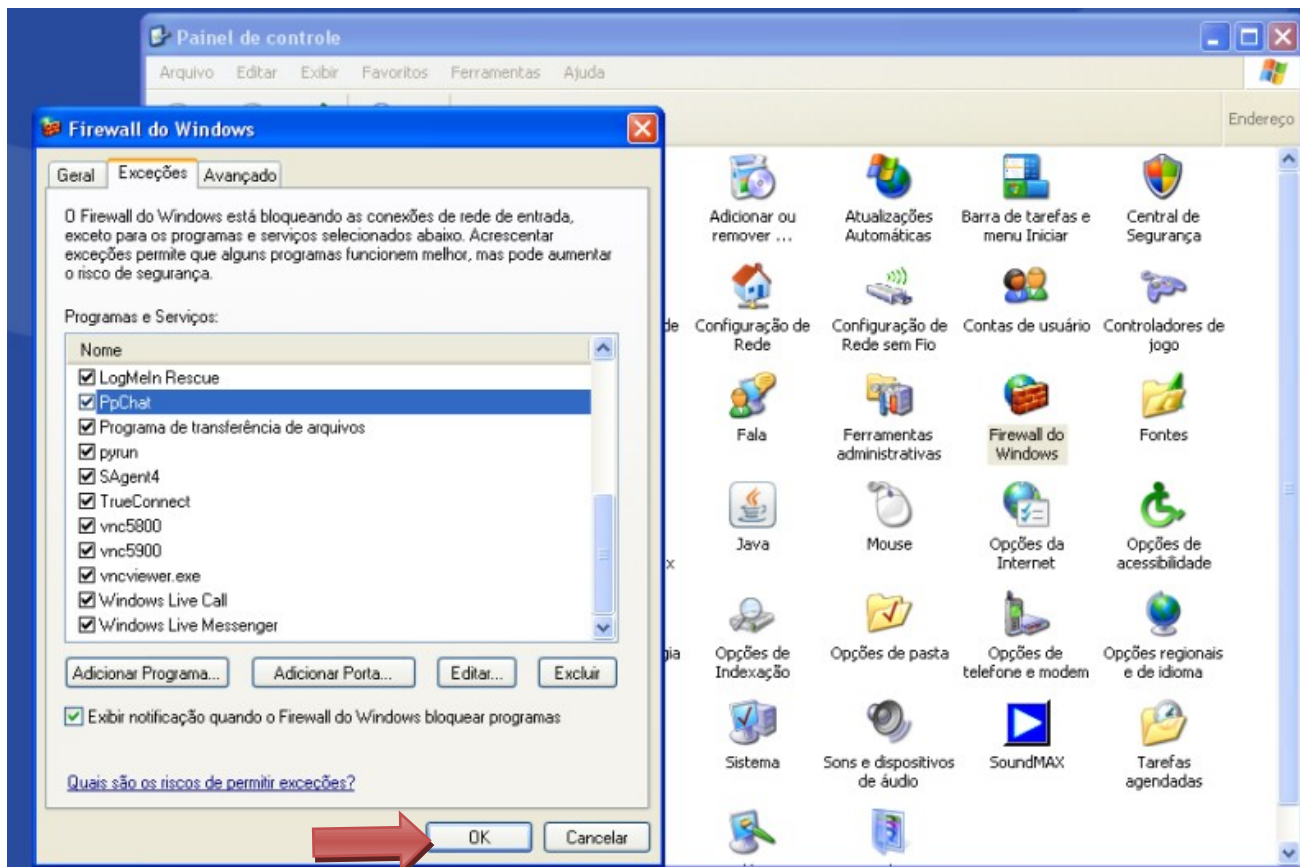 Painel de controle
Arquivo Editar Exibir Favoritos Ferramentas Ajuda
Endereço
Firewall do Windows
Geral Exceções Avançado
O Firewall do Windows está bloqueando as conexões de rede de entrada,
exceto para os programas e serviços selecionados abaixo. Acrescentar
exceções permite que alguns programas funcionem melhor, mas pode aumentar
o risco de segurança.
Programas e Serviços:
Nome
LogMeIn Rescue
PpChat
Programa de transferência de arquivos
pyrun
SAgent4
TrueConnect
vnc5800
vnc5900
vncviewer.exe
Windows Live Call
Windows Live Messenger
Adicionar Programa... Adicionar Porta... Editar... Excluir
Exibir notificação quando o Firewall do Windows bloquear programas
Quais são os riscos de permitir exceções?
OK Cancelar
Adicionar ou
remover ...
Atualizações
Automáticas
Barra de tarefas e
menu Iniciar
Central de
Segurança
de
Configuração de
Rede
Configuração de
Rede sem Fio
Contas de usuário
Controladores de
jogo
Fala
Ferramentas
administrativas
Firewall do
Windows
Fontes
x
Java
Mouse
Opções da
Internet
Opções de
acessibilidade
gia
Opções de
Indexação
Opções de pasta
Opções de
telefone e modem
Opções regionais
e de idioma
Sistema
Sons e dispositivos
de áudio
SoundMAX
Tarefas
agendadas